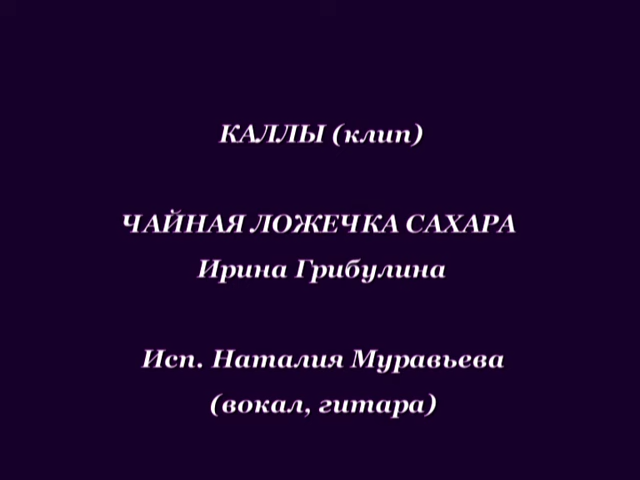 КАЛЛЫ (клип)
ЧАЙНАЯ ЛОЖЕЧКА САХАРА
Ирина Грибулина
Исп. Наталия Муравьева
(вокал, гитара)